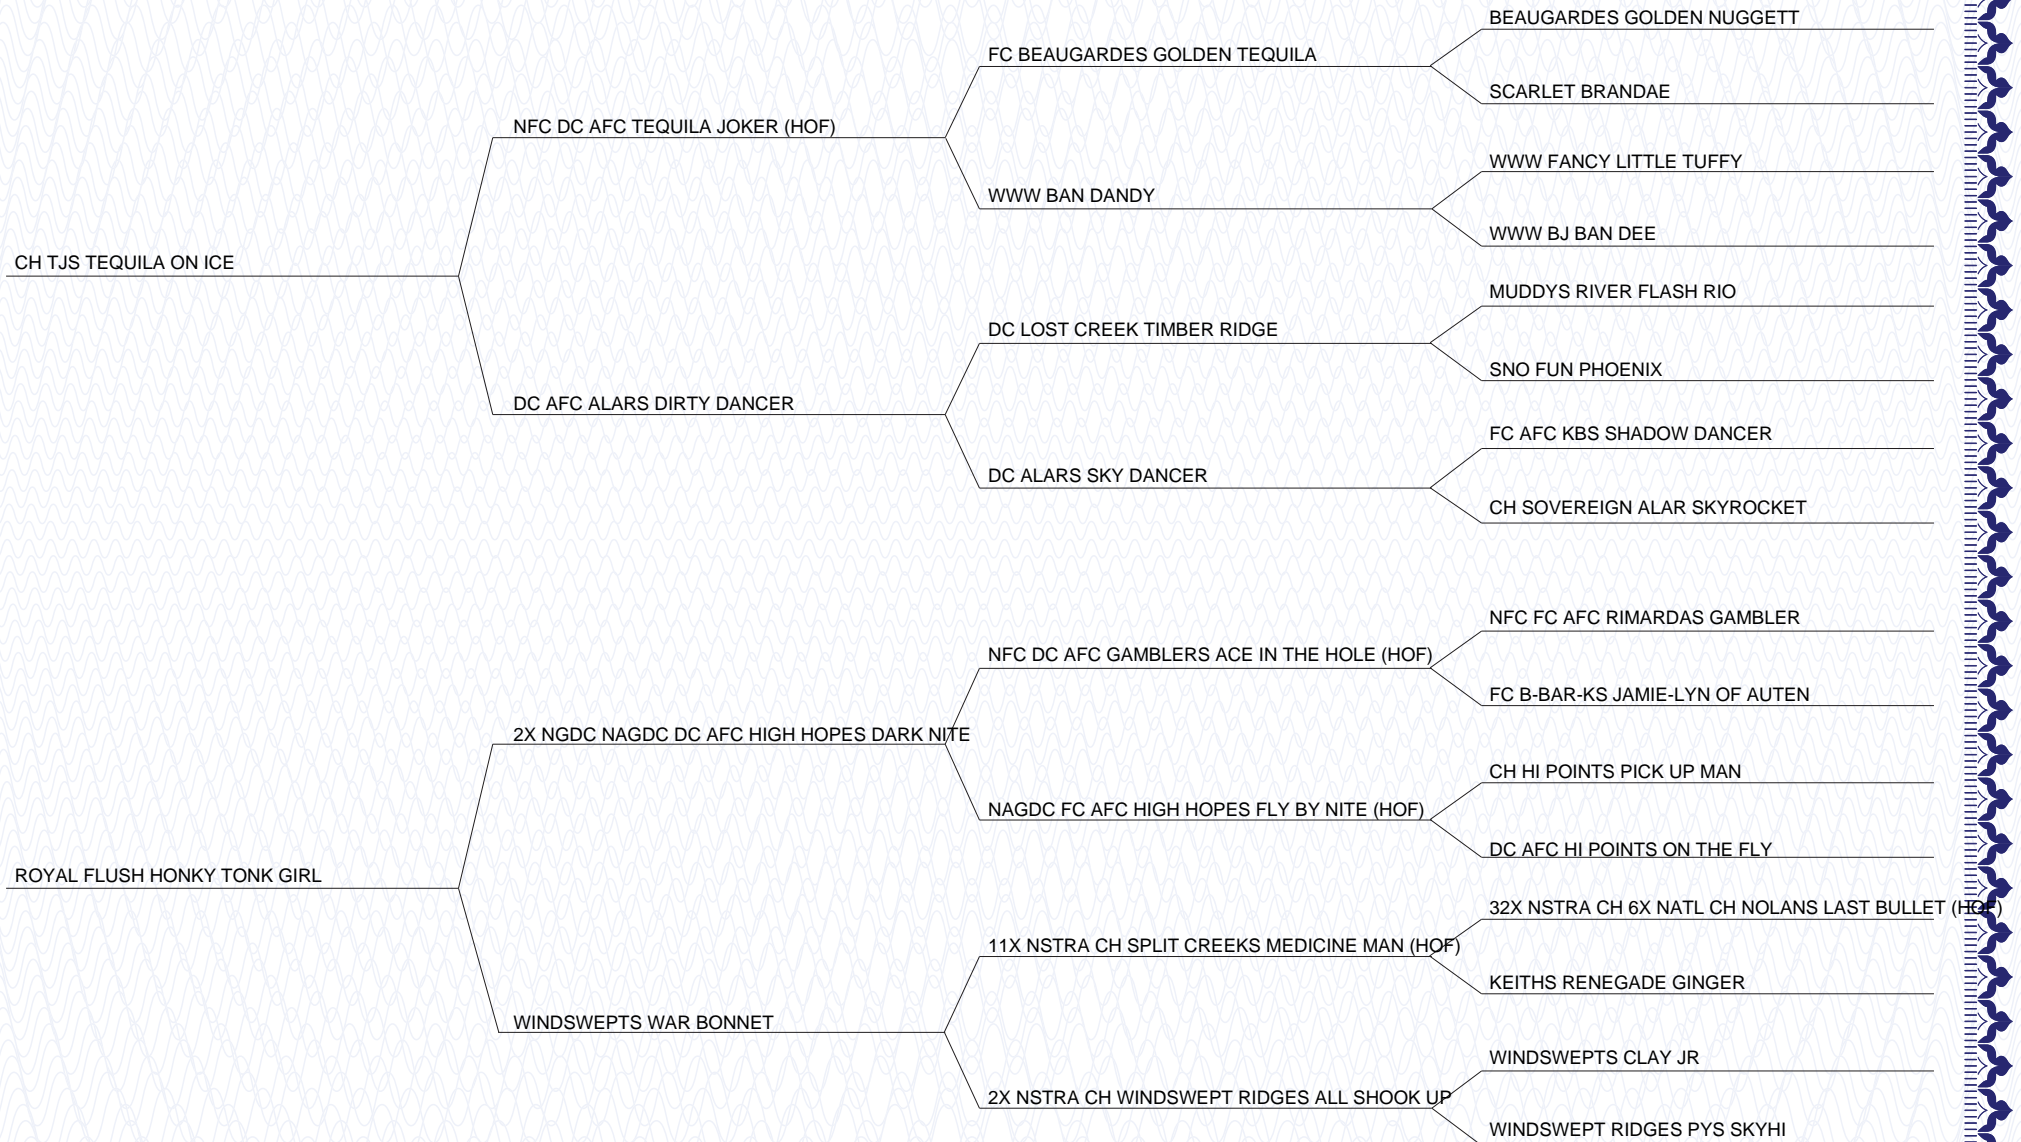 BEAUGARDES GOLDEN NUGGETT
FC BEAUGARDES GOLDEN TEQUILA
SCARLET BRANDAE
NFC DC AFC TEQUILA JOKER (HOF)
WWW FANCY LITTLE TUFFY
WWW BAN DANDY
WWW BJ BAN DEE
CH TJS TEQUILA ON ICE
MUDDYS RIVER FLASH RIO
DC LOST CREEK TIMBER RIDGE
SNO FUN PHOENIX
DC AFC ALARS DIRTY DANCER
FC AFC KBS SHADOW DANCER
DC ALARS SKY DANCER
CH SOVEREIGN ALAR SKYROCKET
NFC FC AFC RIMARDAS GAMBLER
NFC DC AFC GAMBLERS ACE IN THE HOLE (HOF)
FC B-BAR-KS JAMIE-LYN OF AUTEN
2X NGDC NAGDC DC AFC HIGH HOPES DARK NITE
CH HI POINTS PICK UP MAN
NAGDC FC AFC HIGH HOPES FLY BY NITE (HOF)
DC AFC HI POINTS ON THE FLY
ROYAL FLUSH HONKY TONK GIRL
32X NSTRA CH 6X NATL CH NOLANS LAST BULLET (HOF)
11X NSTRA CH SPLIT CREEKS MEDICINE MAN (HOF)
KEITHS RENEGADE GINGER
WINDSWEPTS WAR BONNET
WINDSWEPTS CLAY JR
2X NSTRA CH WINDSWEPT RIDGES ALL SHOOK UP
WINDSWEPT RIDGES PYS SKYHI